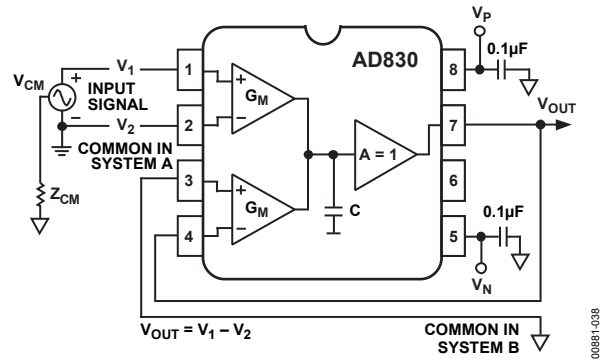 VP
0.1µF
AD830
VCM
V1
INPUT
SIGNAL
V2
COMMON IN
SYSTEM A
ZCM
1
2
3
4
+
−
GM
+
−
GM
+
−
A = 1
C
8
7
6
5
VOUT
0.1µF
VN
VOUT = V1 – V2
COMMON IN
SYSTEM B
00881-038